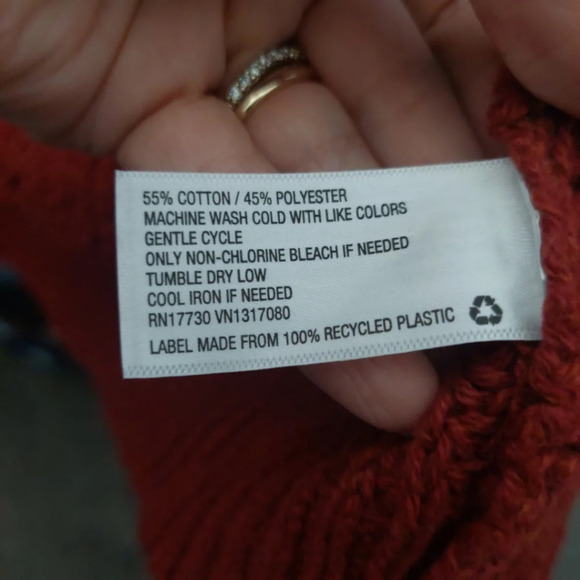 55% COTTON / 45% POLYESTER
MACHINE WASH COLD WITH LIKE COLORS
GENTLE CYCLE
ONLY NON-CHLORINE BLEACH IF NEEDED
TUMBLE DRY LOW
COOL IRON IF NEEDED
RN17730 VN1317080
LABEL MADE FROM 100% RECYCLED PLASTIC